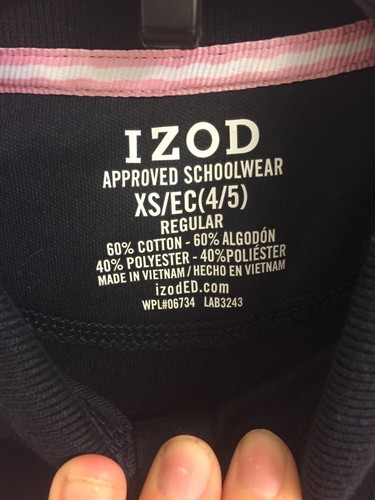 IZOD
APPROVED SCHOOLWEAR
XS/EC(4/5)
REGULAR
60% COTTON - 60% ALGODÓN
40% POLYESTER - 40%POLIÉSTER
MADE IN VIETNAM / HECHO EN VIETNAM
izodED.com
WPL#06734 LAB3243